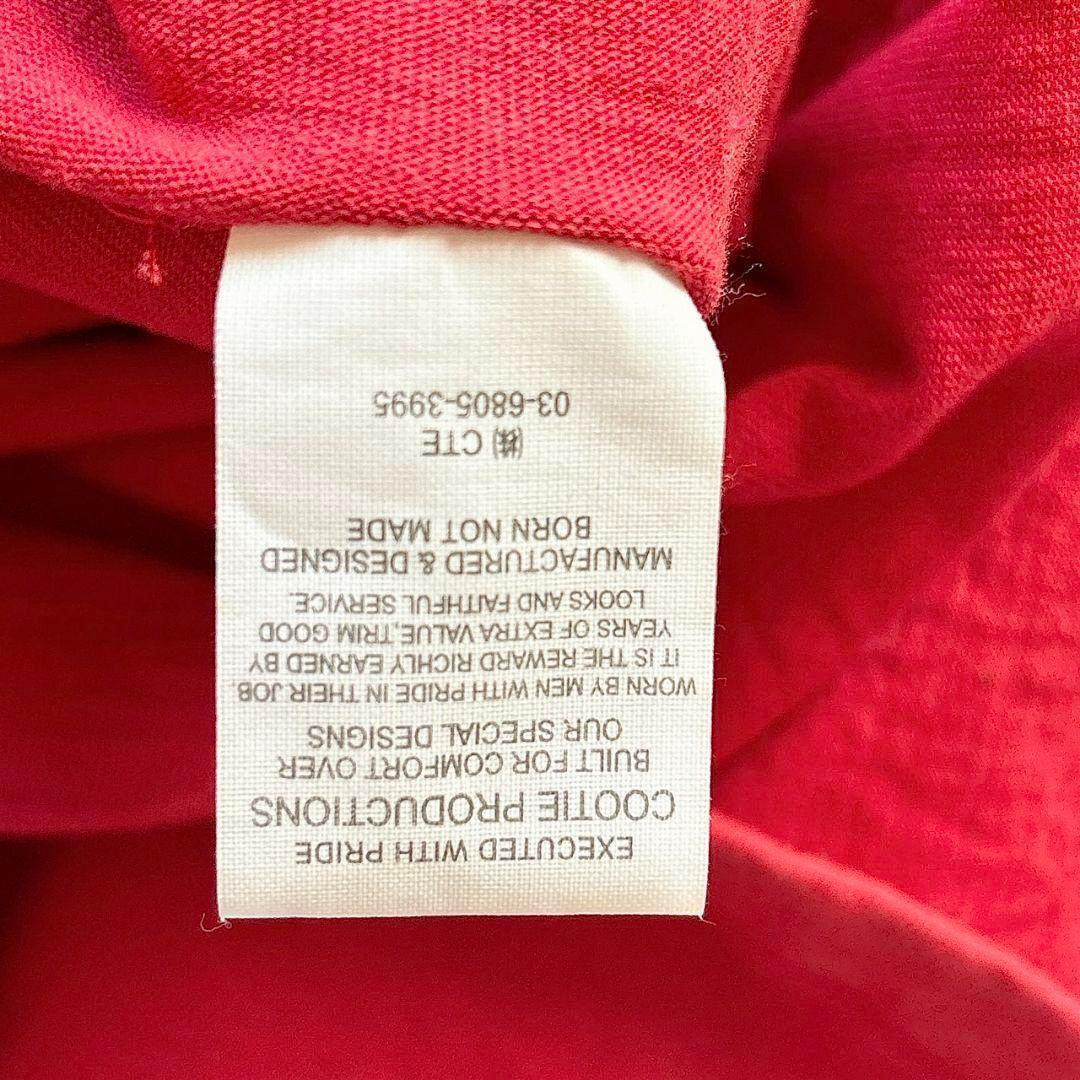 EXECUTED WITH PRIDE
COOTIE PRODUCTIONS
BUILT FOR COMFORT OVER
OUR SPECIAL DESIGNS
WORN BY MEN WITH PRIDE IN THEIR JOB
IT IS THE REWARD RICHLY EARNED BY
YEARS OF EXTRA VALUE,TRIM GOOD
LOOKS AND FAITHFUL SERVICE.
MANUFACTURED & DESIGNED
BORN NOT MADE
㈱ CTE
03-6805-3995